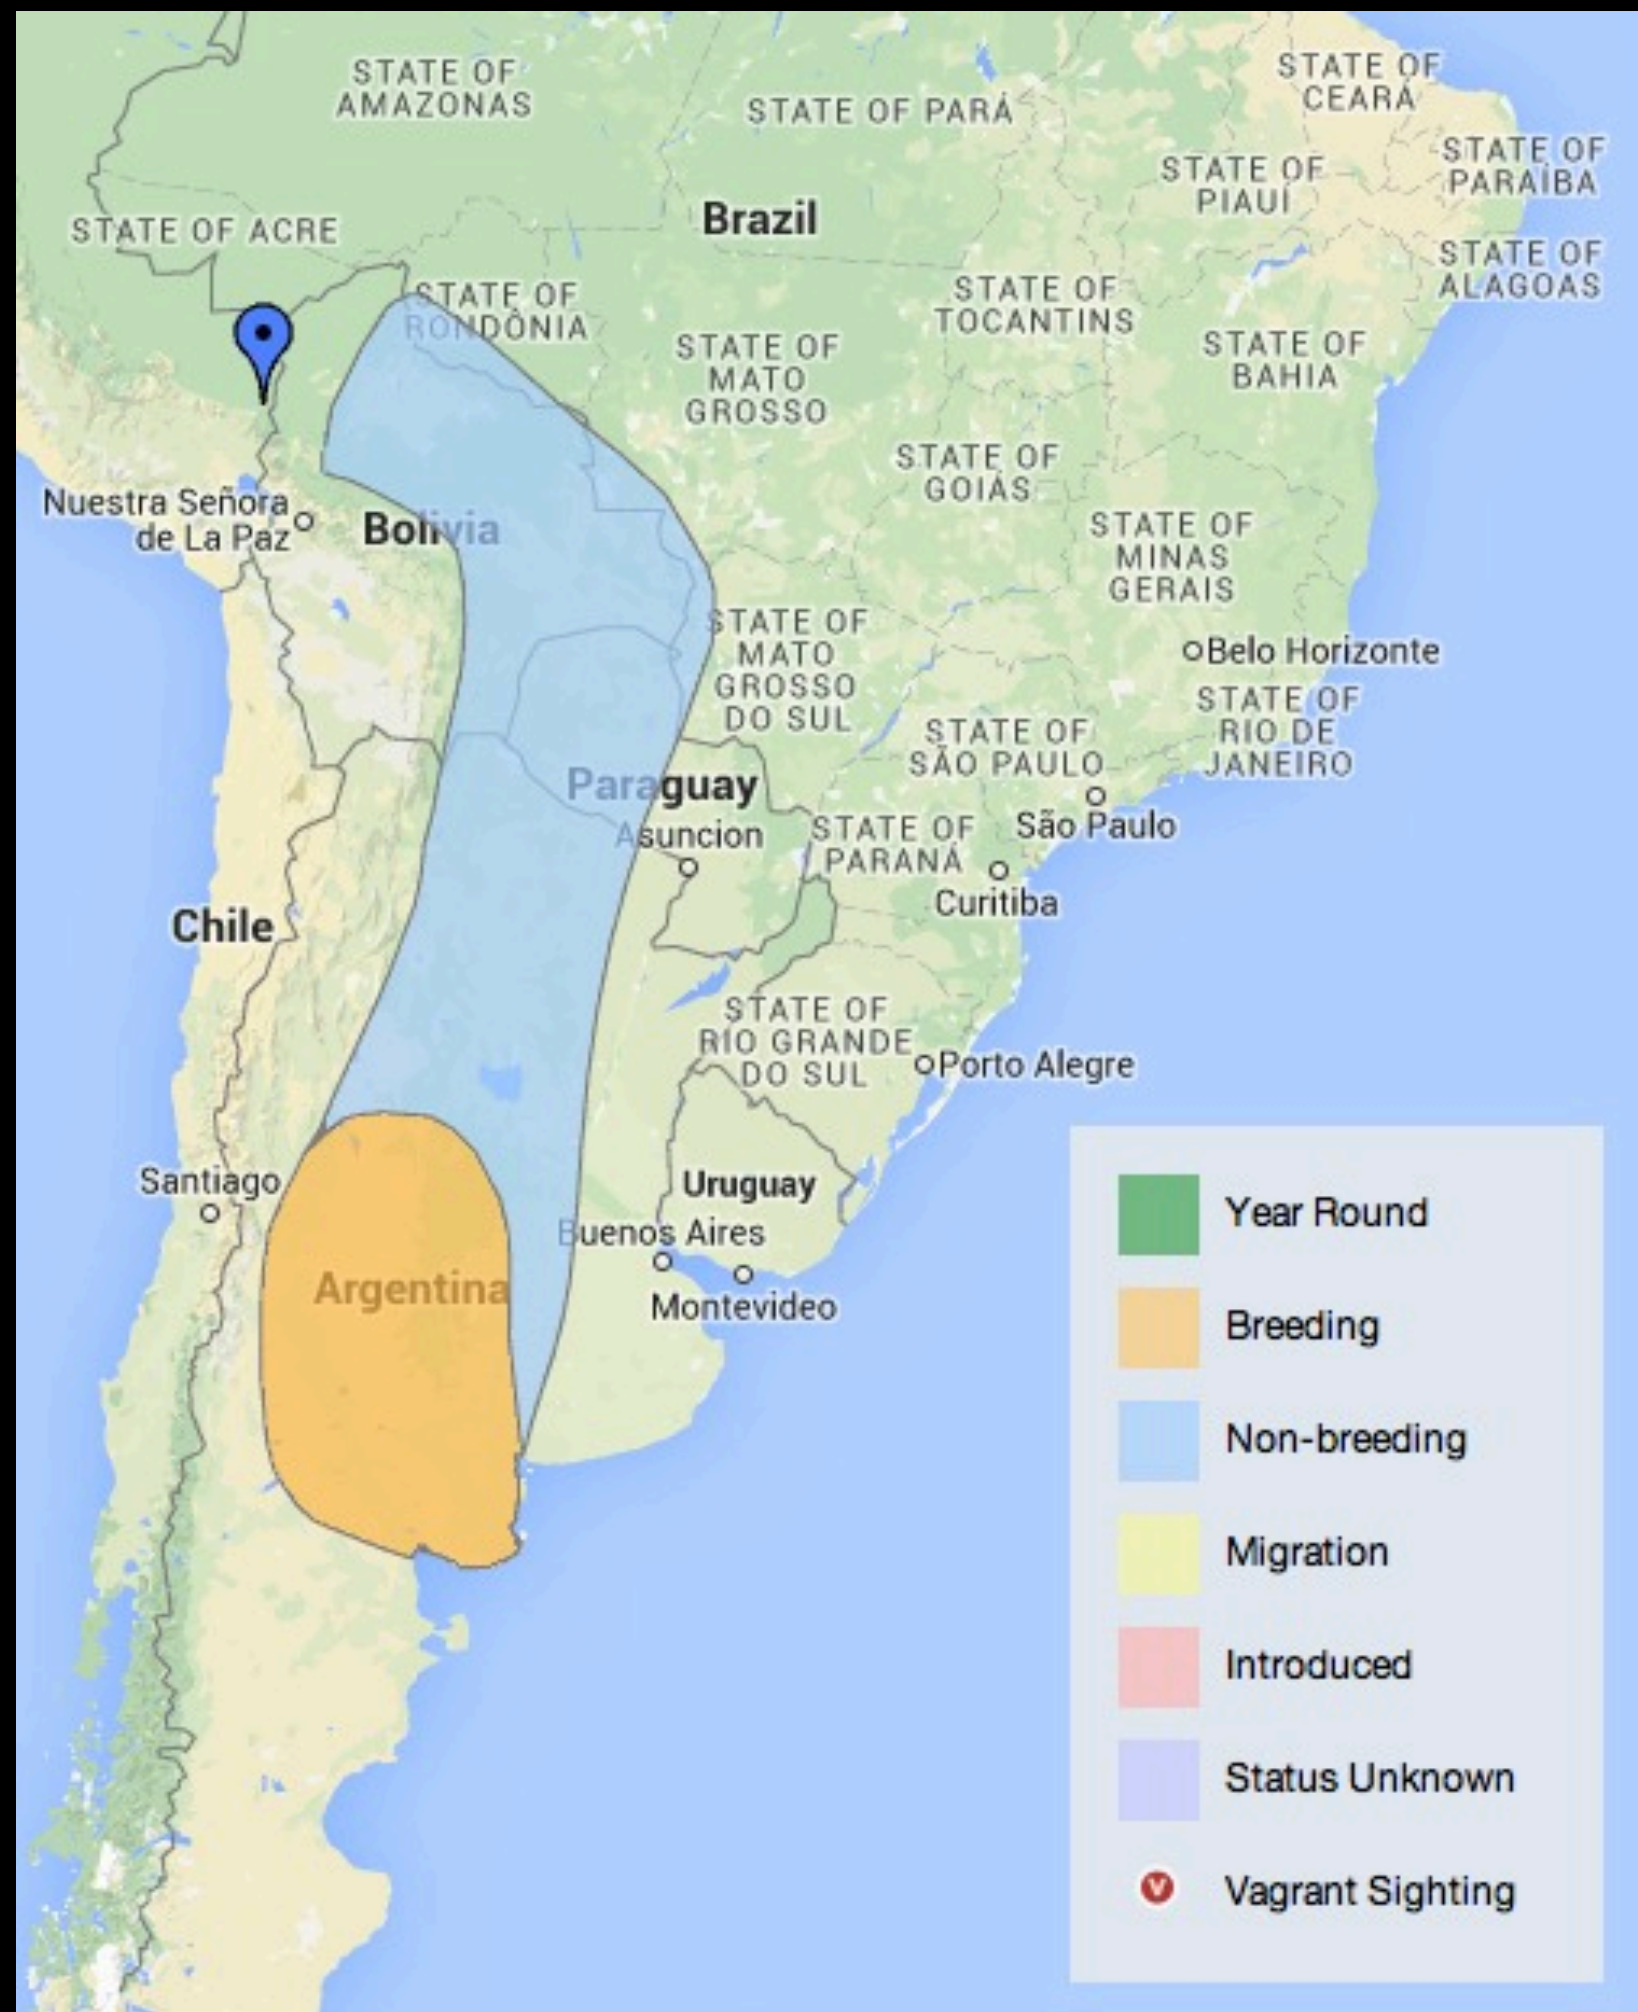 STATE OF
AMAZONAS
STATE OF PARÁ
STATE OF
CEARÁ
STATE OF
PARAÍBA
STATE OF
PIAUÍ
STATE OF ACRE
Brazil
STATE OF
ALAGOAS
STATE OF
RONDÔNIA
STATE OF
TOCANTINS
STATE OF
MATO
GROSSO
STATE OF
BAHIA
STATE OF
GOIÁS
Nuestra Señora
de La Paz
Bolivia
STATE OF
MINAS
GERAIS
STATE OF
MATO
GROSSO
DO SUL
Belo Horizonte
STATE OF
RIO DE
JANEIRO
STATE OF
SÃO PAULO
Paraguay
Asuncion
STATE OF
PARANÁ
São Paulo
Curitiba
Chile
STATE OF
RIO GRANDE
DO SUL
Porto Alegre
Santiago
Uruguay
Buenos Aires
Argentina
Montevideo
Year Round
Breeding
Non-breeding
Migration
Introduced
Status Unknown
V
Vagrant Sighting